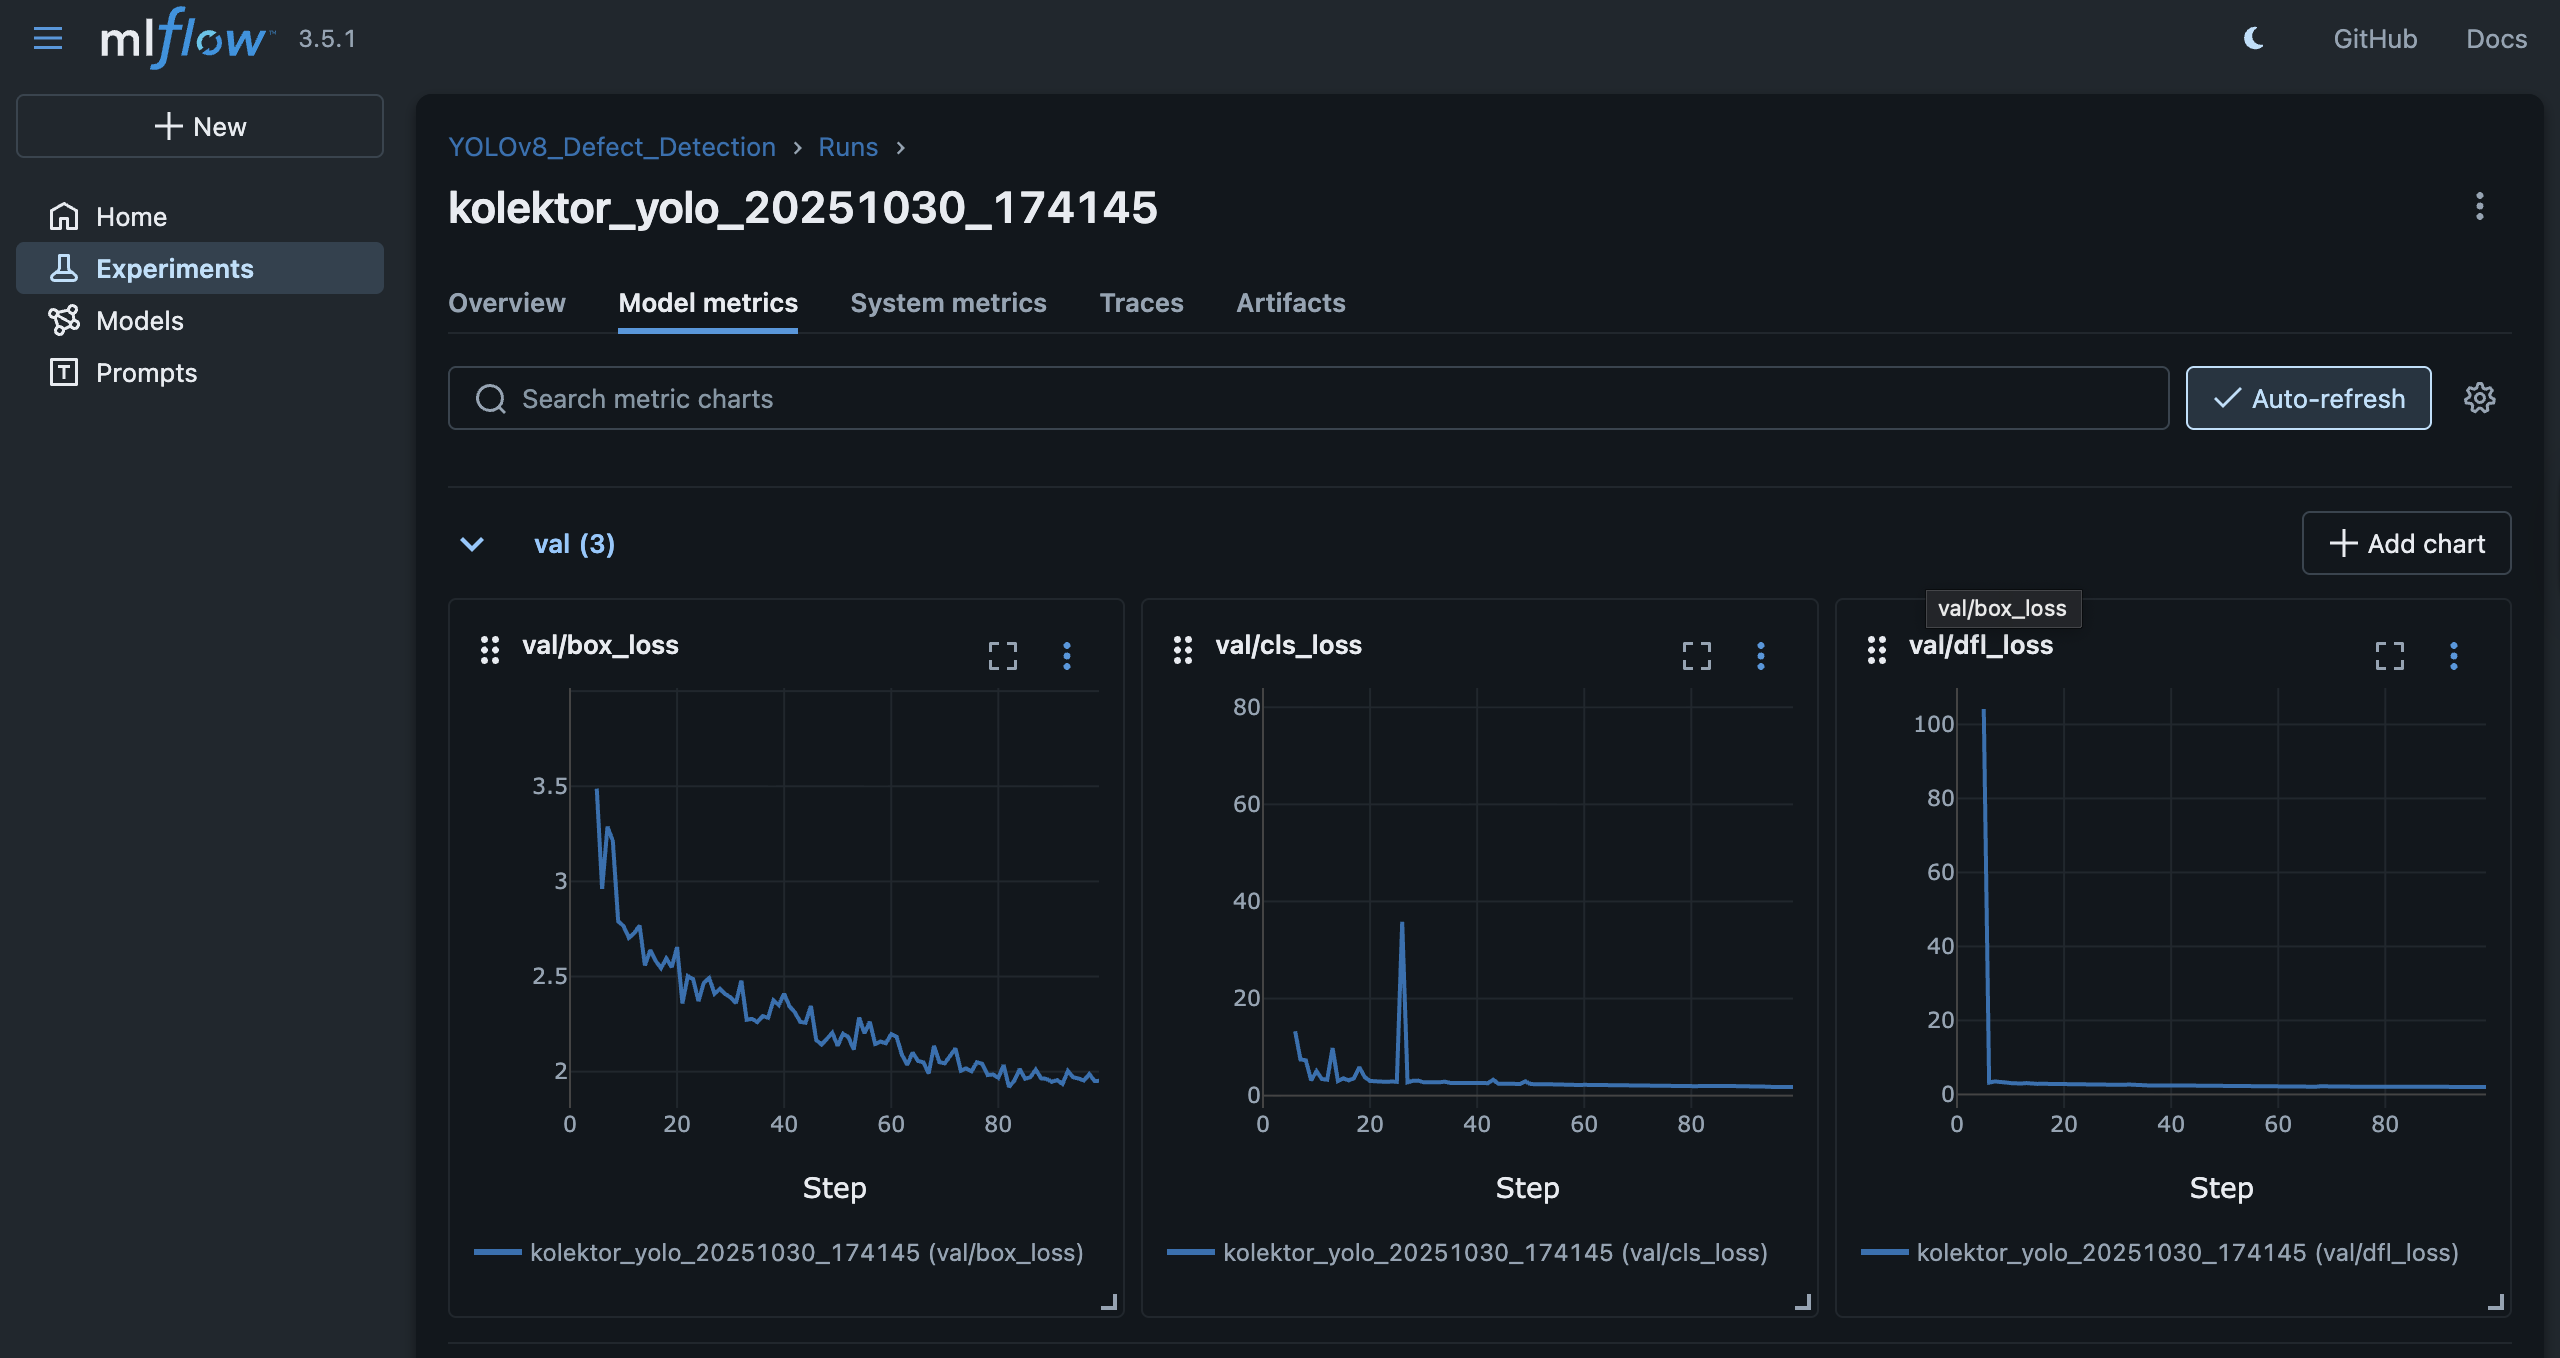 mlflow™ 3.5.1
GitHub
Docs
New
Home
Experiments
Models
Prompts
YOLOv8_Defect_Detection > Runs >
kolektor_yolo_20251030_174145
Overview
Model metrics
System metrics
Traces
Artifacts
Search metric charts
Auto-refresh
val (3)
Add chart
val/box_loss
3.5
3
2.5
2
0 20 40 60 80
Step
kolektor_yolo_20251030_174145 (val/box_loss)
val/cls_loss
80
60
40
20
0
0 20 40 60 80
Step
kolektor_yolo_20251030_174145 (val/cls_loss)
val/box_loss
val/dfl_loss
100
80
60
40
20
0
0 20 40 60 80
Step
kolektor_yolo_20251030_174145 (val/dfl_loss)